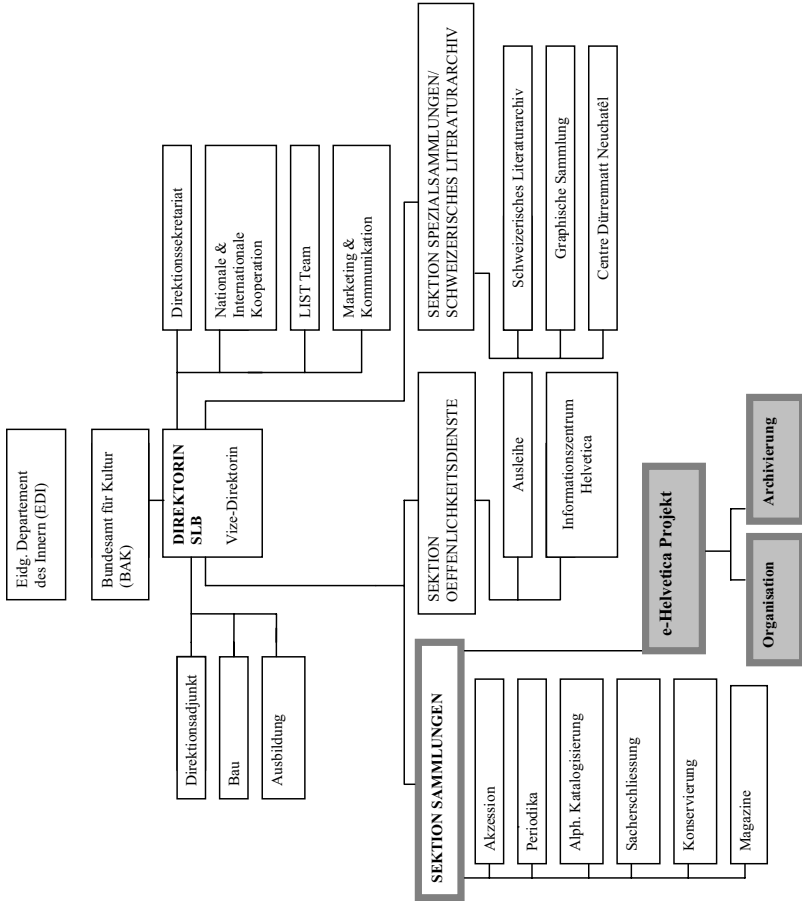 Eidg. Departement
des Innern (EDI)
Bundesamt für Kultur
(BAK)
DIREKTORIN
SLB
Vize-Direktorin
Direktionsadjunkt
Bau
Ausbildung
Direktionssekretariat
Nationale &
Internationale
Kooperation
LIST Team
Marketing &
Kommunikation
SEKTION SAMMLUNGEN
Akzession
Periodika
Alph. Katalogisierung
Sacherschliessung
Konservierung
Magazine
e-Helvetica Projekt
Organisation
Archivierung
SEKTION
OEFFENLICHKEITSDIENSTE
Ausleihe
Informationszentrum
Helvetica
SEKTION SPEZIALSAMMLUNGEN/
SCHWEIZERISCHES LITERATURARCHIV
Schweizerisches Literaturarchiv
Graphische Sammlung
Centre Dürrenmatt Neuchatêl